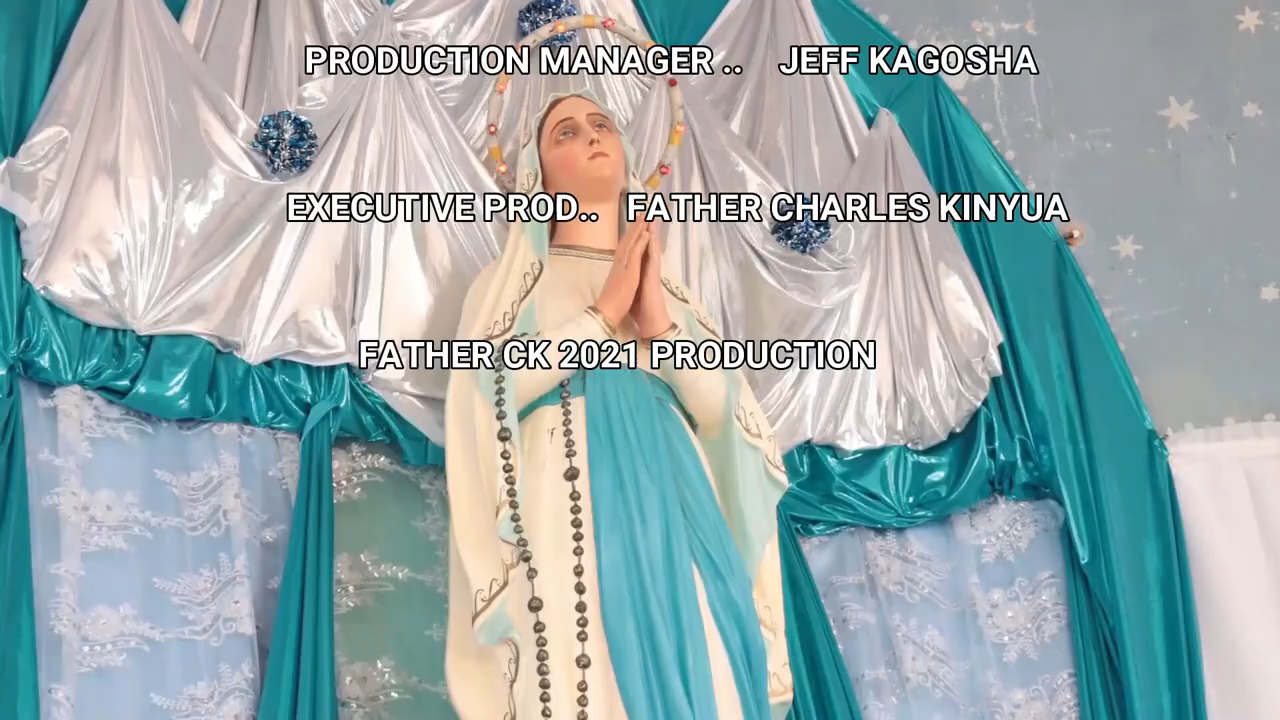 PRODUCTION MANAGER .. JEFF KAGOSHA
EXECUTIVE PROD.. FATHER CHARLES KINYUA
FATHER CK 2021 PRODUCTION